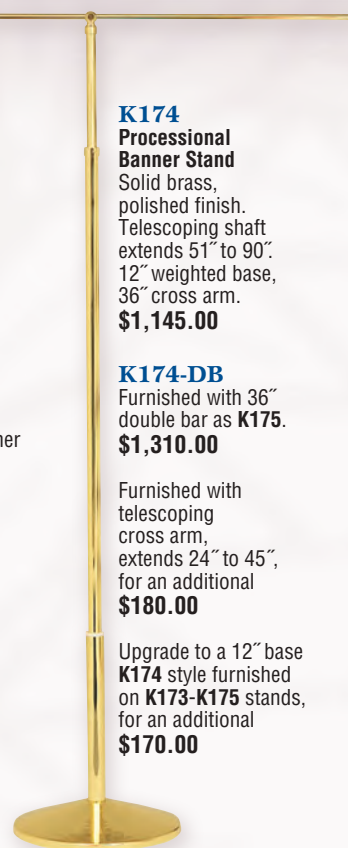 K174
Processional
Banner Stand
Solid brass,
polished finish.
Telescoping shaft
extends 51˝ to 90˝.
12˝ weighted base,
36˝ cross arm.
$1,145.00
K174-DB
Furnished with 36˝
double bar as K175.
$1,310.00
Furnished with
telescoping
cross arm,
extends 24˝ to 45˝,
for an additional
$180.00
Upgrade to a 12˝ base
K174 style furnished
on K173-K175 stands,
for an additional
$170.00